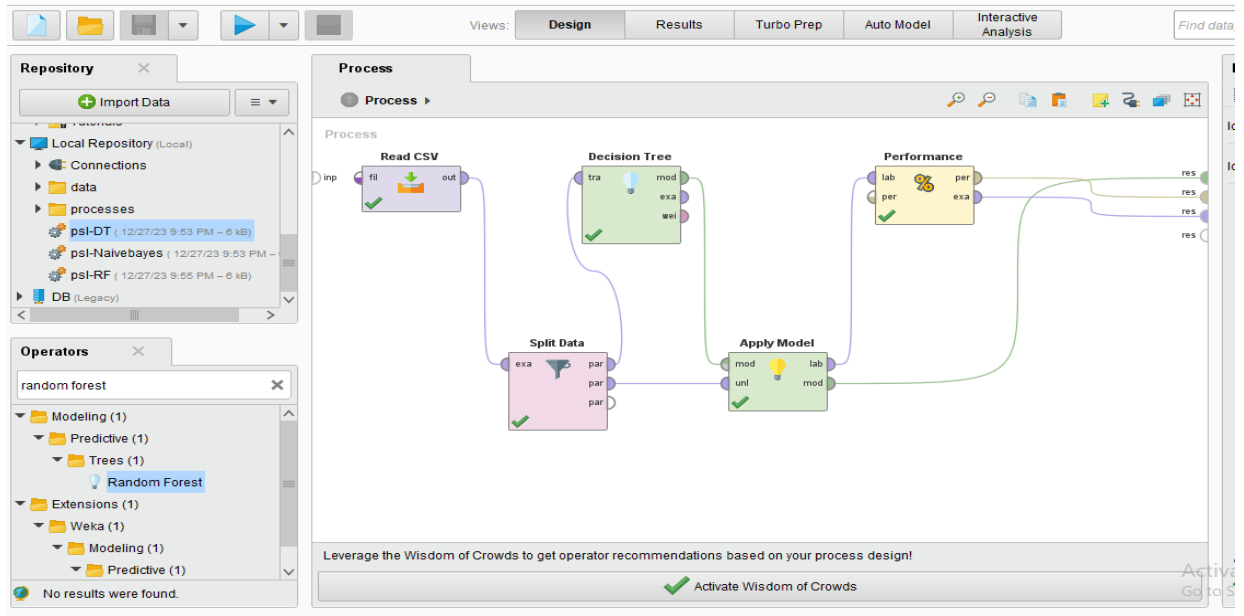 Views: Design Results Turbo Prep Auto Model Interactive Analysis Find data
Repository
Import Data
Local Repository (Local)
Connections
data
processes
psl-DT ( 12/27/23 9:53 PM – 6 kB)
psl-Naivebayes ( 12/27/23 9:53 PM –
psl-RF ( 12/27/23 9:55 PM – 6 kB)
DB (Legacy)
Operators
random forest
Modeling (1)
Predictive (1)
Trees (1)
Random Forest
Extensions (1)
Weka (1)
Modeling (1)
Predictive (1)
No results were found.
Process
Process
Process
inp
Read CSV
fil out
Decision Tree
tra mod
exa
wei
Performance
lab per
per exa
res
res
res
res
Split Data
exa par
par
par
Apply Model
mod lab
unl mod
Leverage the Wisdom of Crowds to get operator recommendations based on your process design!
Activate Wisdom of Crowds
Activa
Go to S